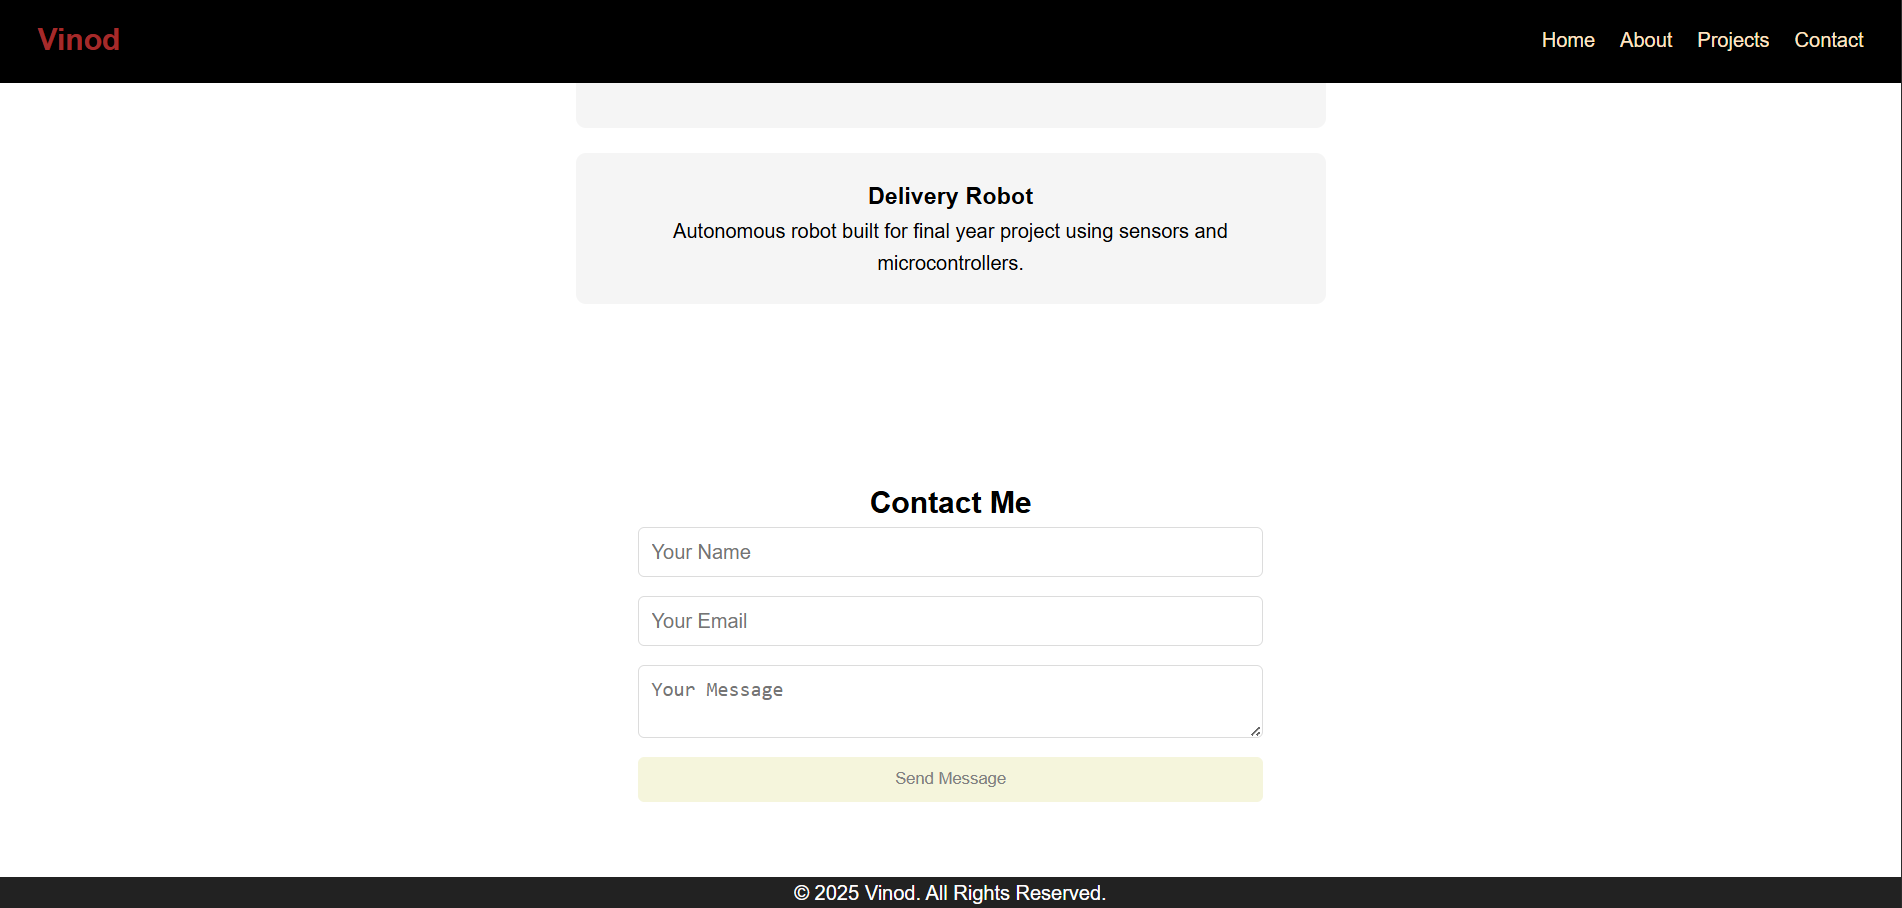 Vinod
Home About Projects Contact
Delivery Robot
Autonomous robot built for final year project using sensors and
microcontrollers.
Contact Me
Your Name
Your Email
Your Message
Send Message
© 2025 Vinod. All Rights Reserved.